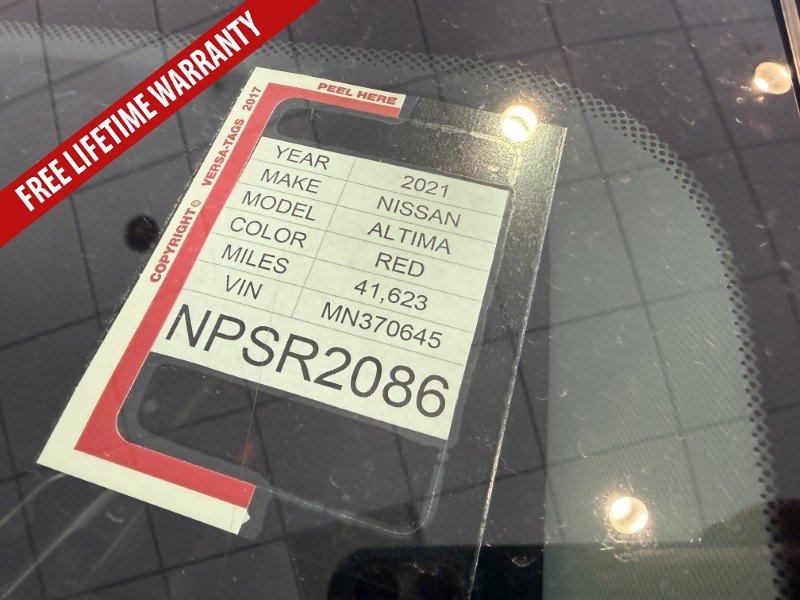 FREE LIFETIME WARRANTY
PEEL HERE
COPYRIGHT© VERSA-TAGS 2017
YEAR 2021
MAKE NISSAN
MODEL ALTIMA
COLOR RED
MILES 41,623
VIN MN370645
NPSR2086